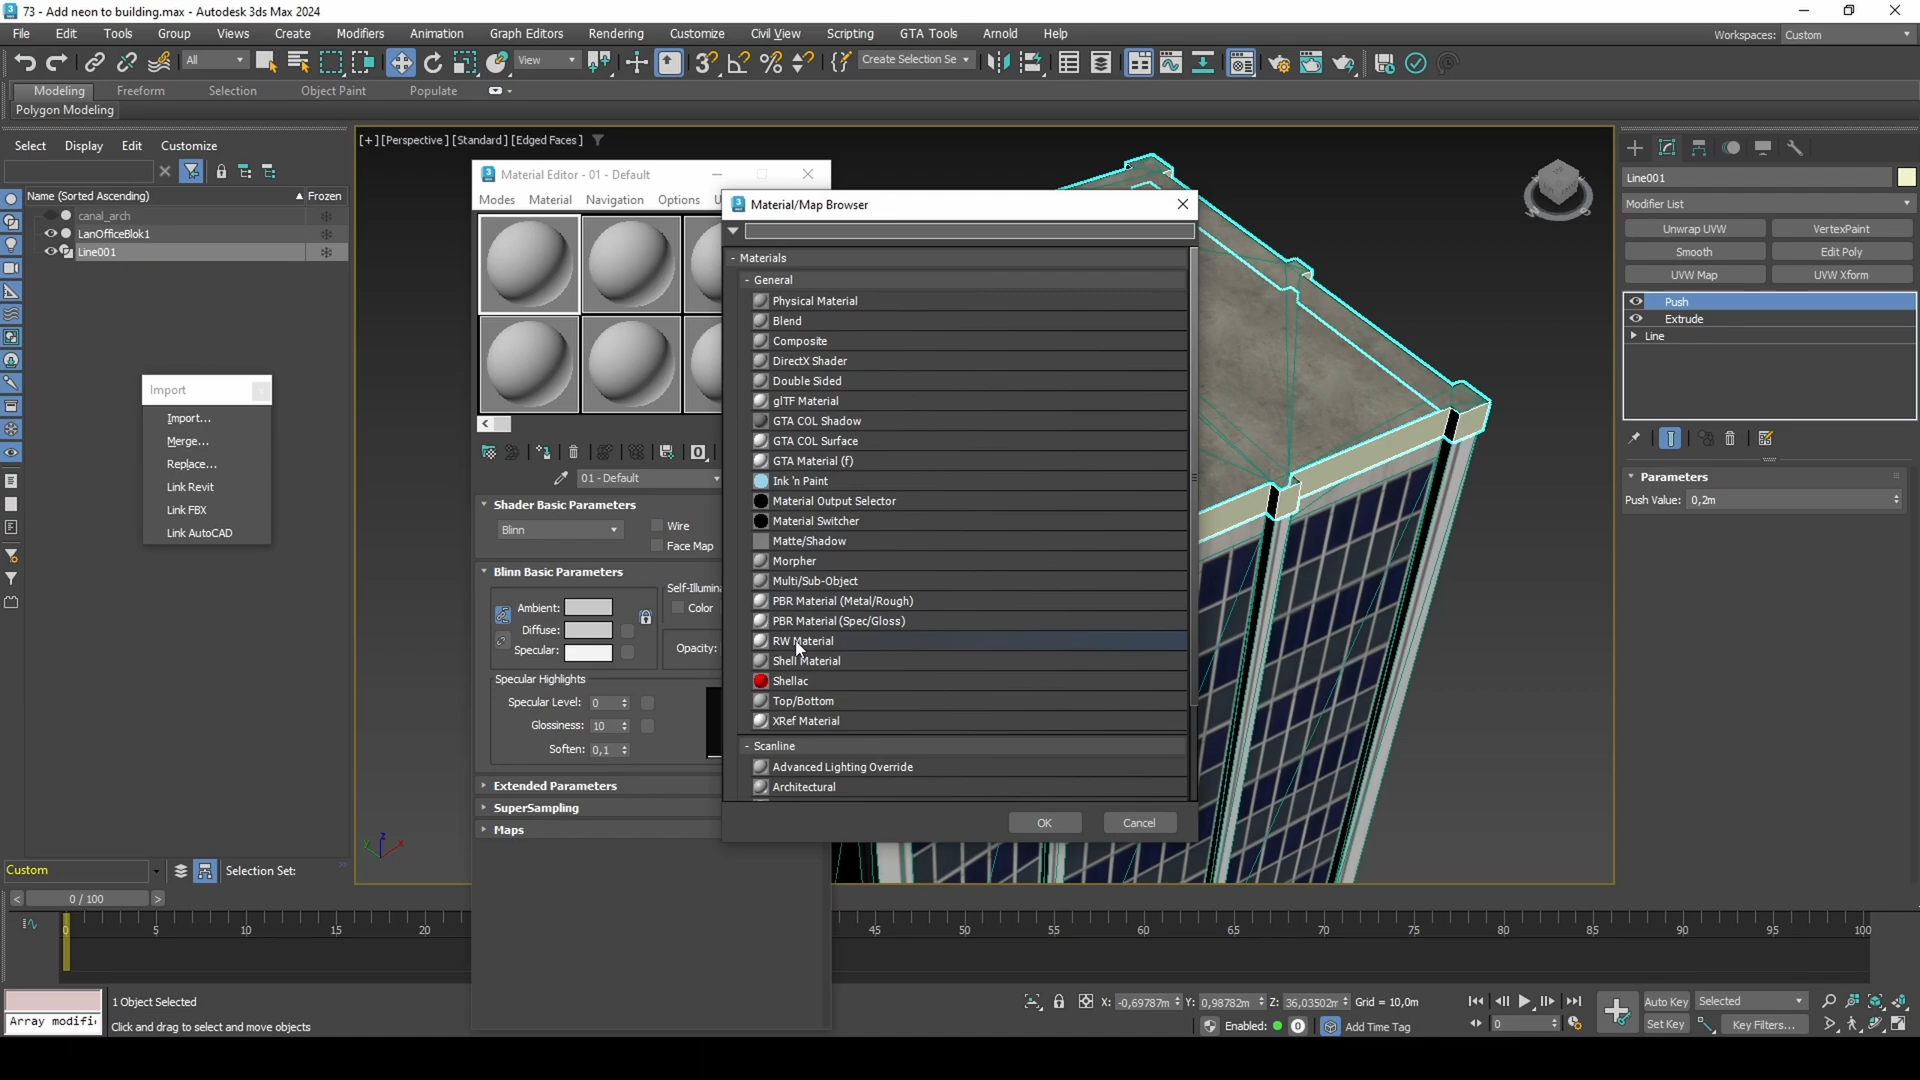 73 - Add neon to building.max - Autodesk 3ds Max 2024
File Edit Tools Group Views Create Modifiers Animation Graph Editors Rendering Customize Civil View Scripting GTA Tools Arnold Help
Workspaces: Custom
All View Create Selection Se
Modeling Freeform Selection Object Paint Populate
Polygon Modeling
Select Display Edit Customize
Name (Sorted Ascending) Frozen
canal_arch
LanOfficeBlok1
Line001
Import
Import...
Merge...
Replace...
Link Revit
Link FBX
Link AutoCAD
[+] [Perspective] [Standard] [Edged Faces]
Material Editor - 01 - Default
Modes Material Navigation Options U
01 - Default
Shader Basic Parameters
Blinn
Wire
Face Map
Blinn Basic Parameters
Self-Illumina
Ambient:
Color
Diffuse:
Specular:
Opacity:
Specular Highlights
Specular Level: 0
Glossiness: 10
Soften: 0,1
Extended Parameters
SuperSampling
Maps
Material/Map Browser
- Materials
- General
Physical Material
Blend
Composite
DirectX Shader
Double Sided
glTF Material
GTA COL Shadow
GTA COL Surface
GTA Material (f)
Ink 'n Paint
Material Output Selector
Material Switcher
Matte/Shadow
Morpher
Multi/Sub-Object
PBR Material (Metal/Rough)
PBR Material (Spec/Gloss)
RW Material
Shell Material
Shellac
Top/Bottom
XRef Material
- Scanline
Advanced Lighting Override
Architectural
OK Cancel
Line001
Modifier List
Unwrap UVW VertexPaint
Smooth Edit Poly
UVW Map UVW Xform
Push
Extrude
Line
Parameters
Push Value: 0,2m
Custom
Selection Set:
0 / 100
0 5 10 15 20 45 50 55 60 65 70 75 80 85 90 95 100
1 Object Selected
Array modifi
Click and drag to select and move objects
X: -0,69787m Y: 0,98782m Z: 36,03502m Grid = 10,0m
Enabled: 0 Add Time Tag
0
Auto Key Selected
Set Key Key Filters...